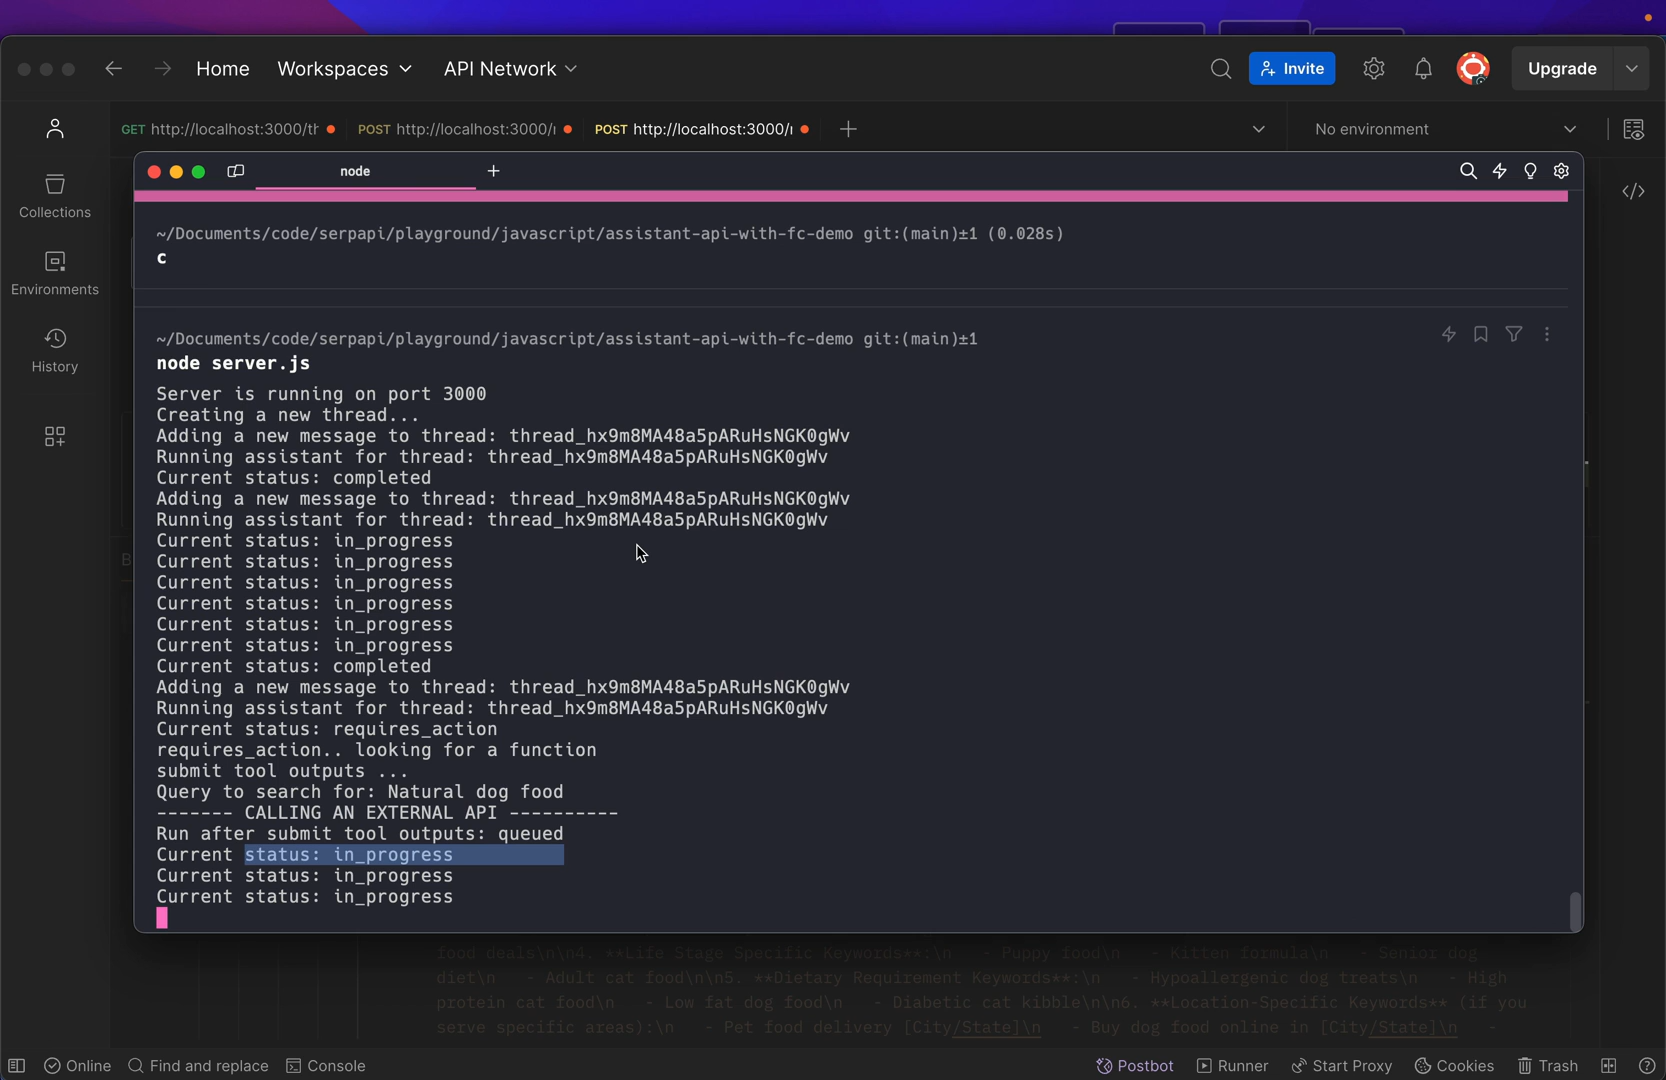 Home Workspaces API Network Invite Upgrade
GET http://localhost:3000/th POST http://localhost:3000/r POST http://localhost:3000/r No environment
node
Collections
~/Documents/code/serpapi/playground/javascript/assistant-api-with-fc-demo git:(main)±1 (0.028s)
c
Environments
~/Documents/code/serpapi/playground/javascript/assistant-api-with-fc-demo git:(main)±1
node server.js
History
Server is running on port 3000
Creating a new thread...
Adding a new message to thread: thread_hx9m8MA48a5pARuHsNGK0gWv
Running assistant for thread: thread_hx9m8MA48a5pARuHsNGK0gWv
Current status: completed
Adding a new message to thread: thread_hx9m8MA48a5pARuHsNGK0gWv
Running assistant for thread: thread_hx9m8MA48a5pARuHsNGK0gWv
Current status: in_progress
Current status: in_progress
Current status: in_progress
Current status: in_progress
Current status: in_progress
Current status: in_progress
Current status: completed
Adding a new message to thread: thread_hx9m8MA48a5pARuHsNGK0gWv
Running assistant for thread: thread_hx9m8MA48a5pARuHsNGK0gWv
Current status: requires_action
requires_action.. looking for a function
submit tool outputs ...
Query to search for: Natural dog food
------- CALLING AN EXTERNAL API ----------
Run after submit tool outputs: queued
Current status: in_progress
Current status: in_progress
Current status: in_progress
food deals\n\n4. **Life Stage Specific Keywords**:\n - Puppy food\n - Kitten formula\n - Senior dog
diet\n - Adult cat food\n\n5. **Dietary Requirement Keywords**:\n - Hypoallergenic dog treats\n - High
protein cat food\n - Low fat dog food\n - Diabetic cat kibble\n\n6. **Location-Specific Keywords** (if you
serve specific areas):\n - Pet food delivery [City/State]\n - Buy dog food online in [City/State]\n -
Online Find and replace Console Postbot Runner Start Proxy Cookies Trash